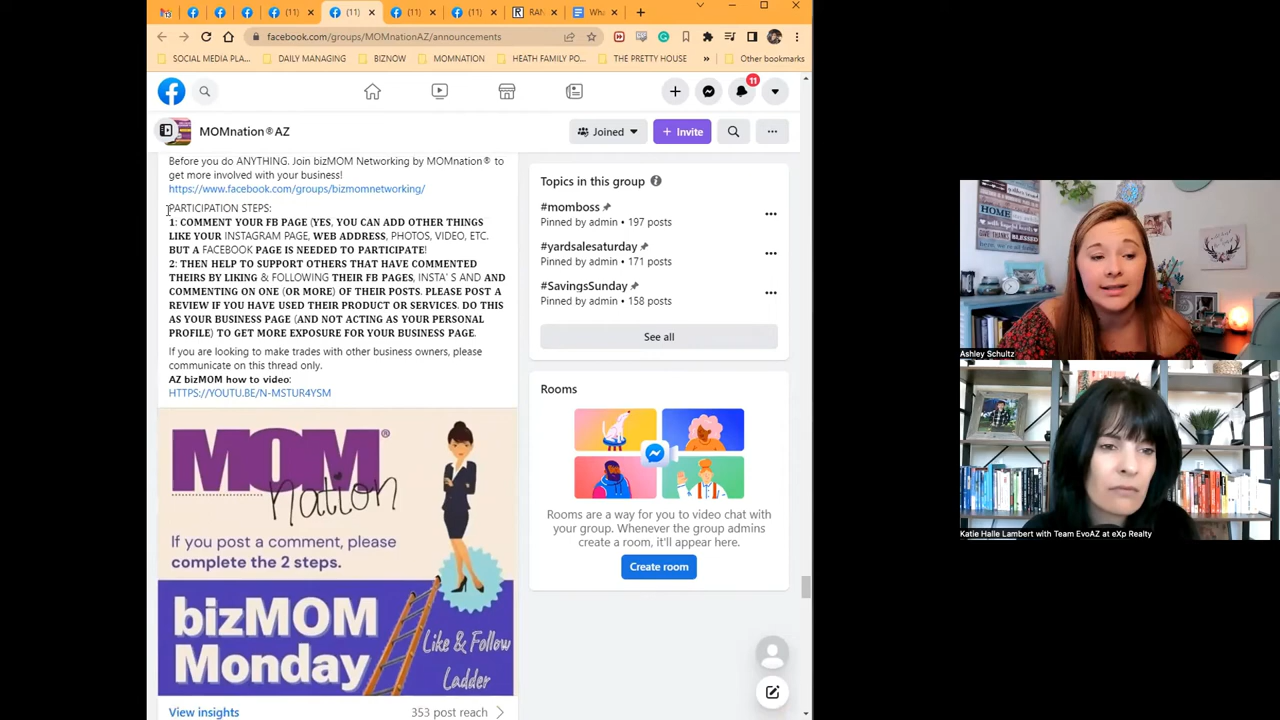 (11)
(11)
(11)
(11)
RAN
Wha
facebook.com/groups/MOMnationAZ/announcements
SOCIAL MEDIA PLA...
DAILY MANAGING
BIZNOW
MOMNATION
HEATH FAMILY PO...
THE PRETTY HOUSE
Other bookmarks
11
MOMnation®AZ
Joined
+ Invite
Before you do ANYTHING. Join bizMOM Networking by MOMnation® to
get more involved with your business!
https://www.facebook.com/groups/bizmomnetworking/
PARTICIPATION STEPS:
1: COMMENT YOUR FB PAGE (YES, YOU CAN ADD OTHER THINGS
LIKE YOUR INSTAGRAM PAGE, WEB ADDRESS, PHOTOS, VIDEO, ETC.
BUT A FACEBOOK PAGE IS NEEDED TO PARTICIPATE!
2: THEN HELP TO SUPPORT OTHERS THAT HAVE COMMENTED
THEIRS BY LIKING & FOLLOWING THEIR FB PAGES, INSTA' S AND AND
COMMENTING ON ONE (OR MORE) OF THEIR POSTS. PLEASE POST A
REVIEW IF YOU HAVE USED THEIR PRODUCT OR SERVICES. DO THIS
AS YOUR BUSINESS PAGE (AND NOT ACTING AS YOUR PERSONAL
PROFILE) TO GET MORE EXPOSURE FOR YOUR BUSINESS PAGE.
If you are looking to make trades with other business owners, please
communicate on this thread only.
AZ bizMOM how to video:
HTTPS://YOUTU.BE/N-MSTUR4YSM
MOM®
nation
If you post a comment, please
complete the 2 steps.
bizMOM
Monday
Like & Follow
Ladder
View insights
353 post reach
Topics in this group
#momboss
Pinned by admin • 197 posts
#yardsalesaturday
Pinned by admin • 171 posts
#SavingsSunday
Pinned by admin • 158 posts
See all
Rooms
Rooms are a way for you to video chat with
your group. Whenever the group admins
create a room, it'll appear here.
Create room
HOME
Ashley Schultz
Katie Halle Lambert with Team EvoAZ at eXp Realty